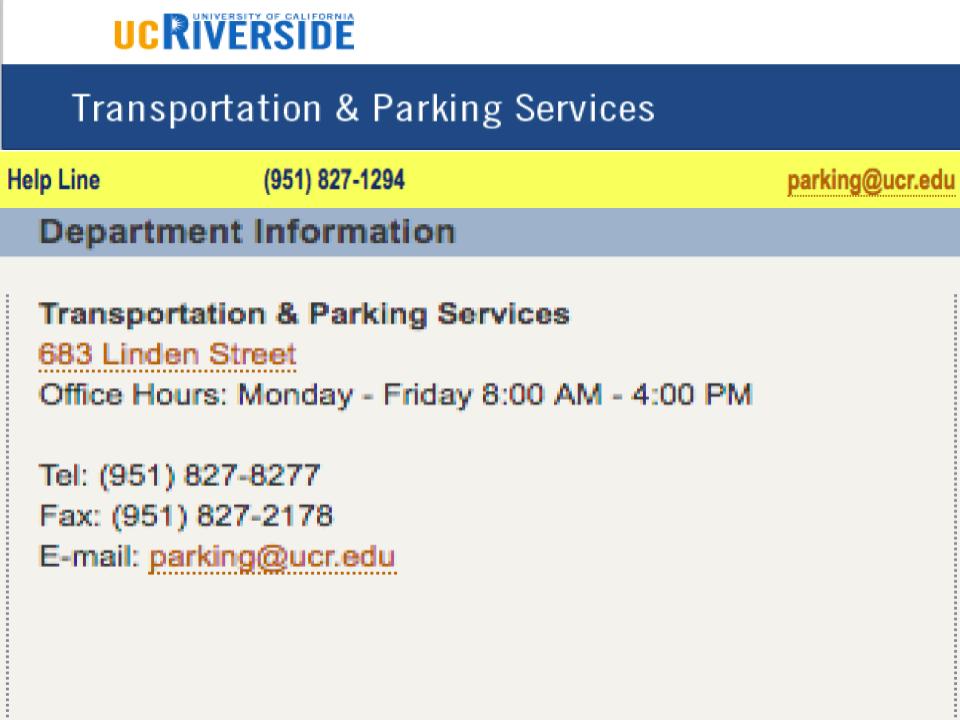 UNIVERSITY OF CALIFORNIA
UCRIVERSIDE
Transportation & Parking Services
Help Line (951) 827-1294 parking@ucr.edu
Department Information
Transportation & Parking Services
683 Linden Street
Office Hours: Monday - Friday 8:00 AM - 4:00 PM
Tel: (951) 827-8277
Fax: (951) 827-2178
E-mail: parking@ucr.edu